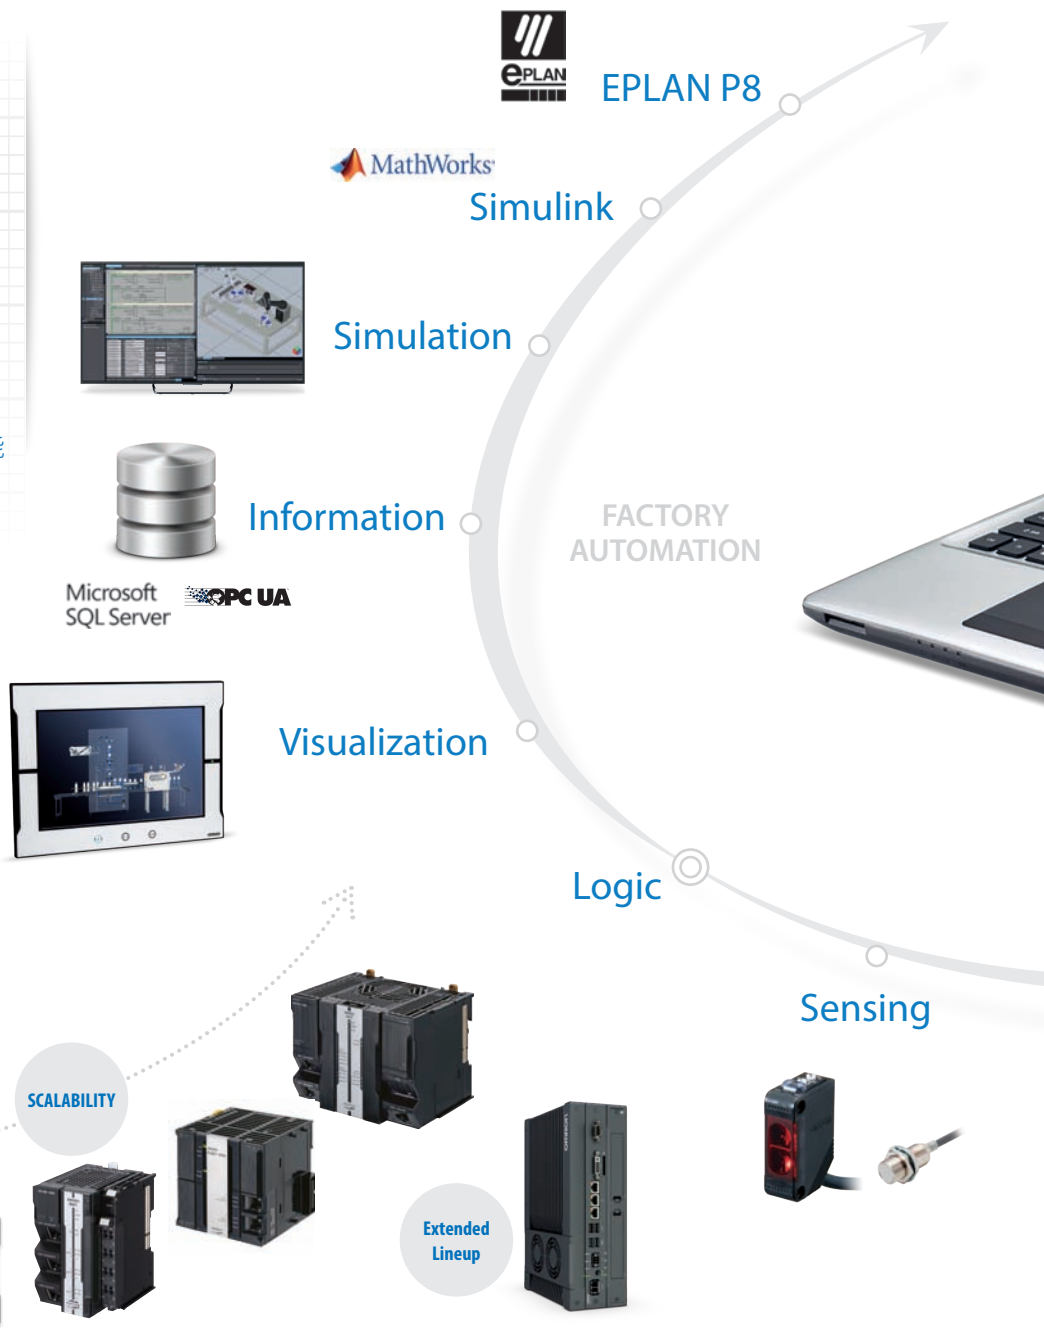 ePLAN
EPLAN P8
MathWorks
Simulink
Simulation
Information
FACTORY
AUTOMATION
Microsoft
SQL Server
OPC UA
Visualization
Logic
Sensing
SCALABILITY
OMRON
Extended
Lineup